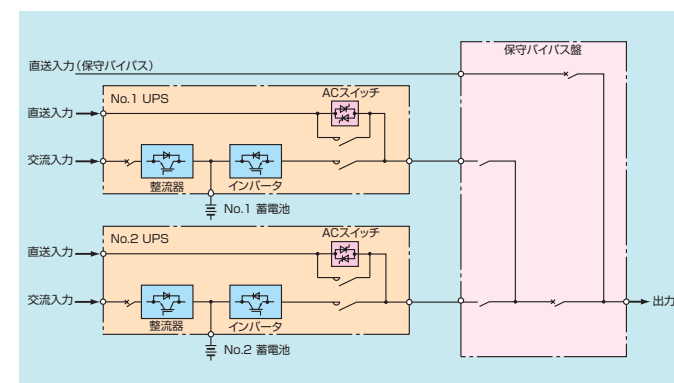 保守バイパス盤
直送入力(保守バイパス)
No.1 UPS
ACスイッチ
直送入力
交流入力
整流器
インバータ
No.1 蓄電池
No.2 UPS
ACスイッチ
直送入力
交流入力
出力
整流器
インバータ
No.2 蓄電池